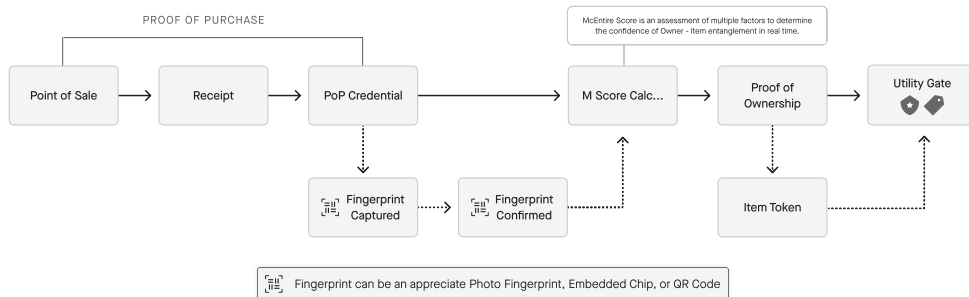 PROOF OF PURCHASE
McEntire Score is an assessment of multiple factors to determine
the confidence of Owner - Item entanglement in real time.
Point of Sale
Receipt
PoP Credential
M Score Calc...
Proof of
Ownership
Utility Gate
Fingerprint
Captured
Fingerprint
Confirmed
Item Token
Fingerprint can be an appreciate Photo Fingerprint, Embedded Chip, or QR Code